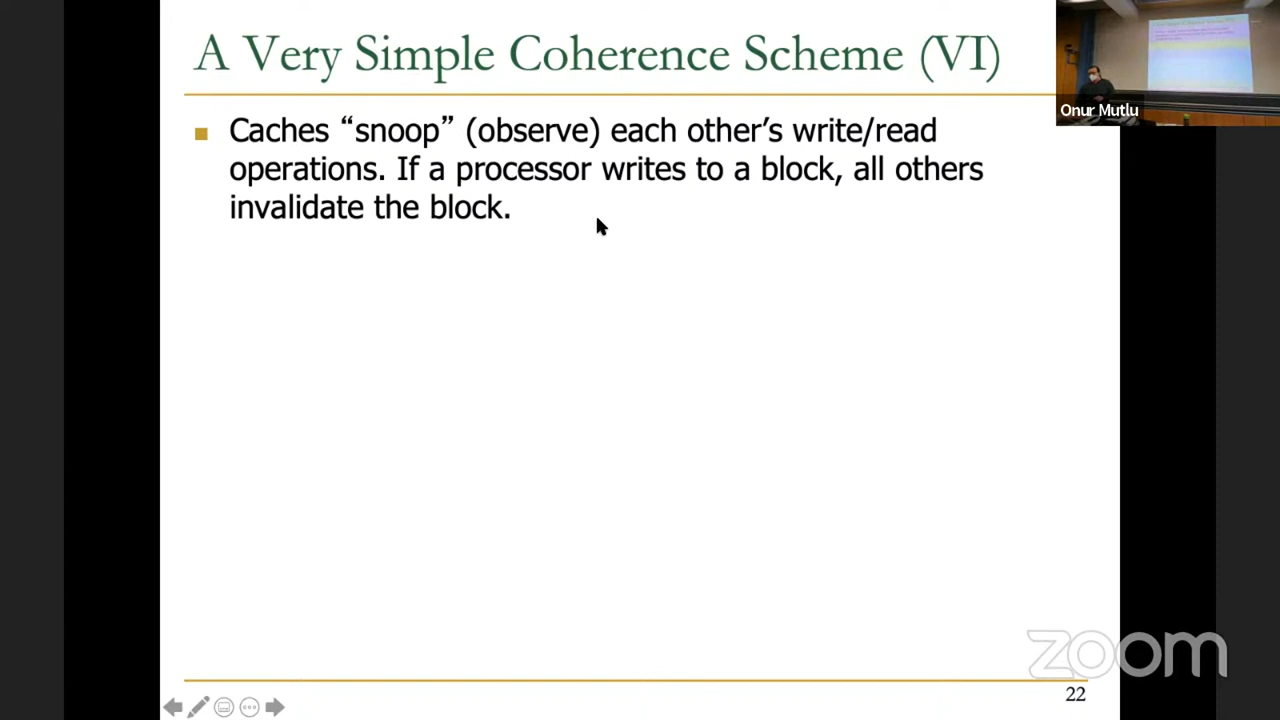 A Very Simple Coherence Scheme (VI)
Onur Mutlu
■ Caches “snoop” (observe) each other’s write/read
operations. If a processor writes to a block, all others
invalidate the block.
zoom
22